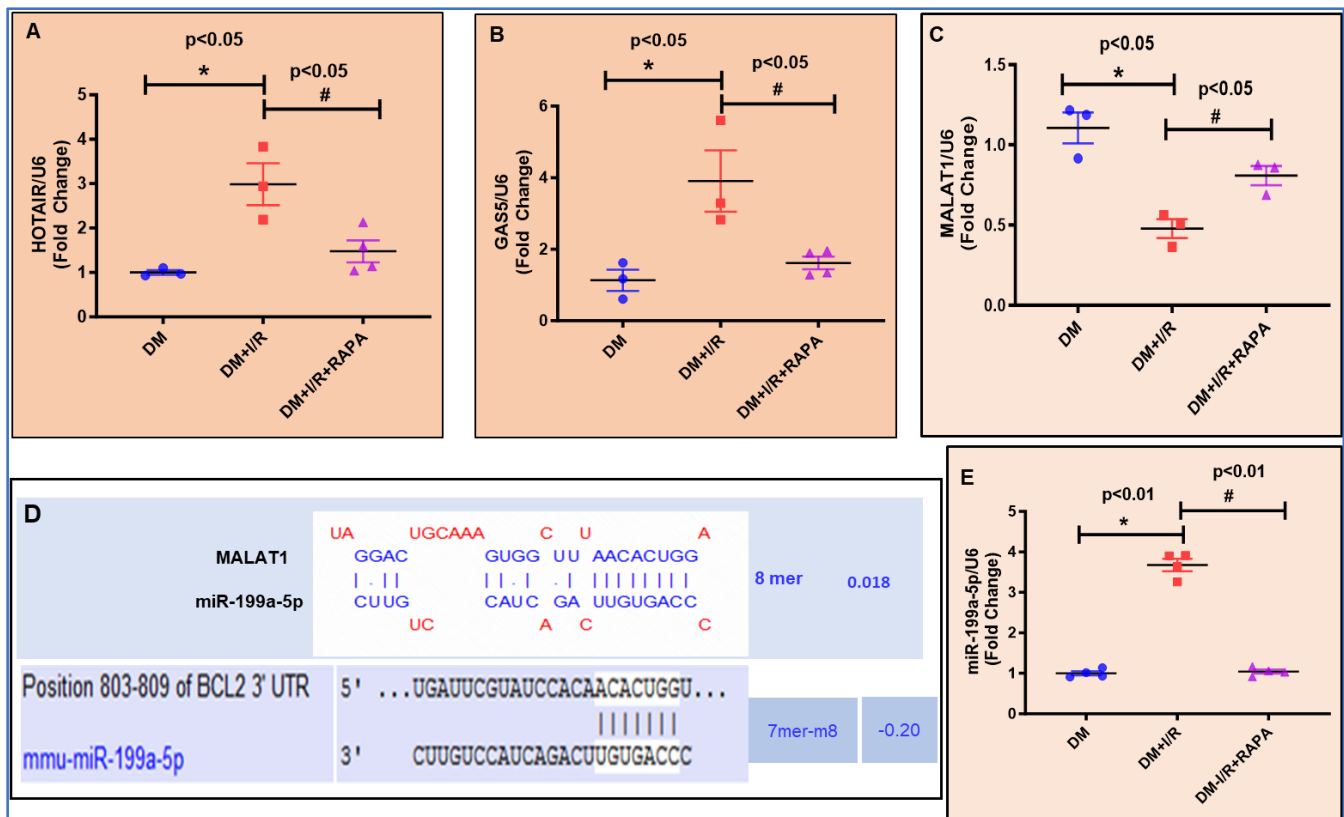 A
p<0.05
*
p<0.05
#
HOTAIR/U6
(Fold Change)
5
4
3
2
1
0
DM
DM+I/R
DM+I/R+RAPA
B
p<0.05
*
p<0.05
#
GAS5/U6
(Fold Change)
6
4
2
0
DM
DM+I/R
DM+I/R+RAPA
C
p<0.05
*
p<0.05
#
MALAT1/U6
(Fold Change)
1.5
1.0
0.5
0.0
DM
DM+I/R
DM+I/R+RAPA
D
UA UGCAAA C U A
MALAT1 GGAC GUGG UU AACACUGG
| . | | | | . | . | | | | | | | | |
8 mer 0.018
miR-199a-5p CUUG CAUC GA UUGUGACC
UC A C C
Position 803-809 of BCL2 3' UTR 5' ...UGAUUCGUAUCCACAACACUGGU...
| | | | | | |
7mer-m8 -0.20
mmu-miR-199a-5p 3' CUUGUCCAUCAGACUUGUGACCC
E
p<0.01
*
p<0.01
#
miR-199a-5p/U6
(Fold Change)
5
4
3
2
1
0
DM
DM+I/R
DM-I/R+RAPA